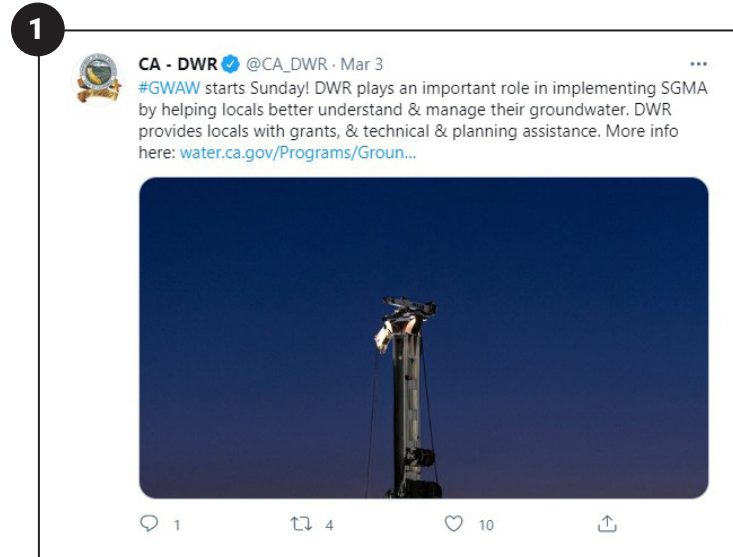 1
CA - DWR @CA_DWR · Mar 3
#GWAW starts Sunday! DWR plays an important role in implementing SGMA
by helping locals better understand & manage their groundwater. DWR
provides locals with grants, & technical & planning assistance. More info
here: water.ca.gov/Programs/Groun...
1 4 10